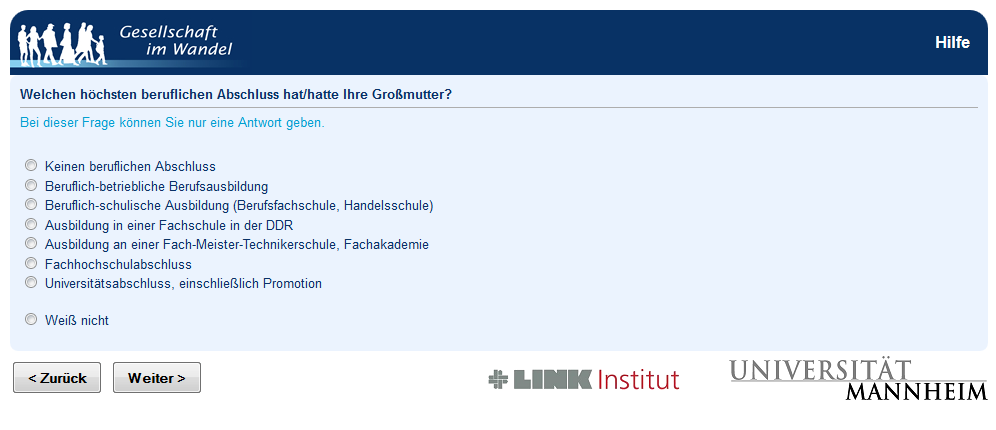 Gesellschaft
im Wandel
Hilfe
Welchen höchsten beruflichen Abschluss hat/hatte Ihre Großmutter?
Bei dieser Frage können Sie nur eine Antwort geben.
Keinen beruflichen Abschluss
Beruflich-betriebliche Berufsausbildung
Beruflich-schulische Ausbildung (Berufsfachschule, Handelsschule)
Ausbildung in einer Fachschule in der DDR
Ausbildung an einer Fach-Meister-Technikerschule, Fachakademie
Fachhochschulabschluss
Universitätsabschluss, einschließlich Promotion
Weiß nicht
< Zurück Weiter >
LINK Institut
UNIVERSITÄT
MANNHEIM